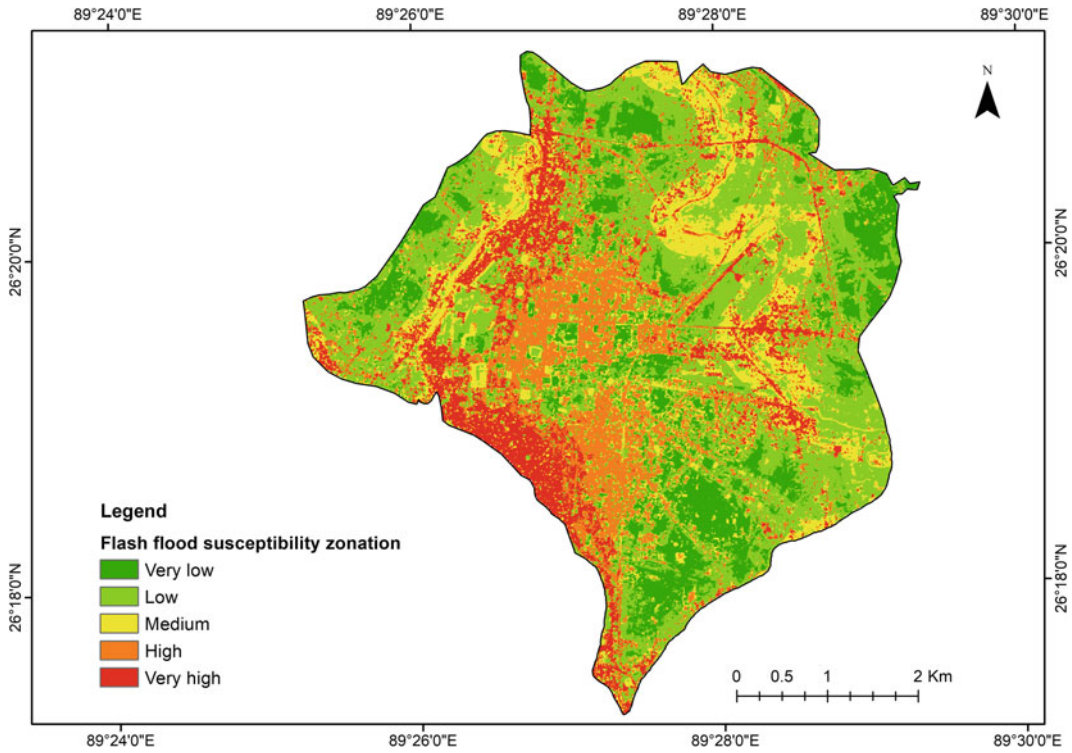 89°24'0"E 89°26'0"E 89°28'0"E 89°30'0"E
N
26°20'0"N 26°20'0"N
Legend
Flash flood susceptibility zonation
Very low
Low
Medium
High
Very high
26°18'0"N 26°18'0"N
0 0.5 1 2 Km
89°24'0"E 89°26'0"E 89°28'0"E 89°30'0"E